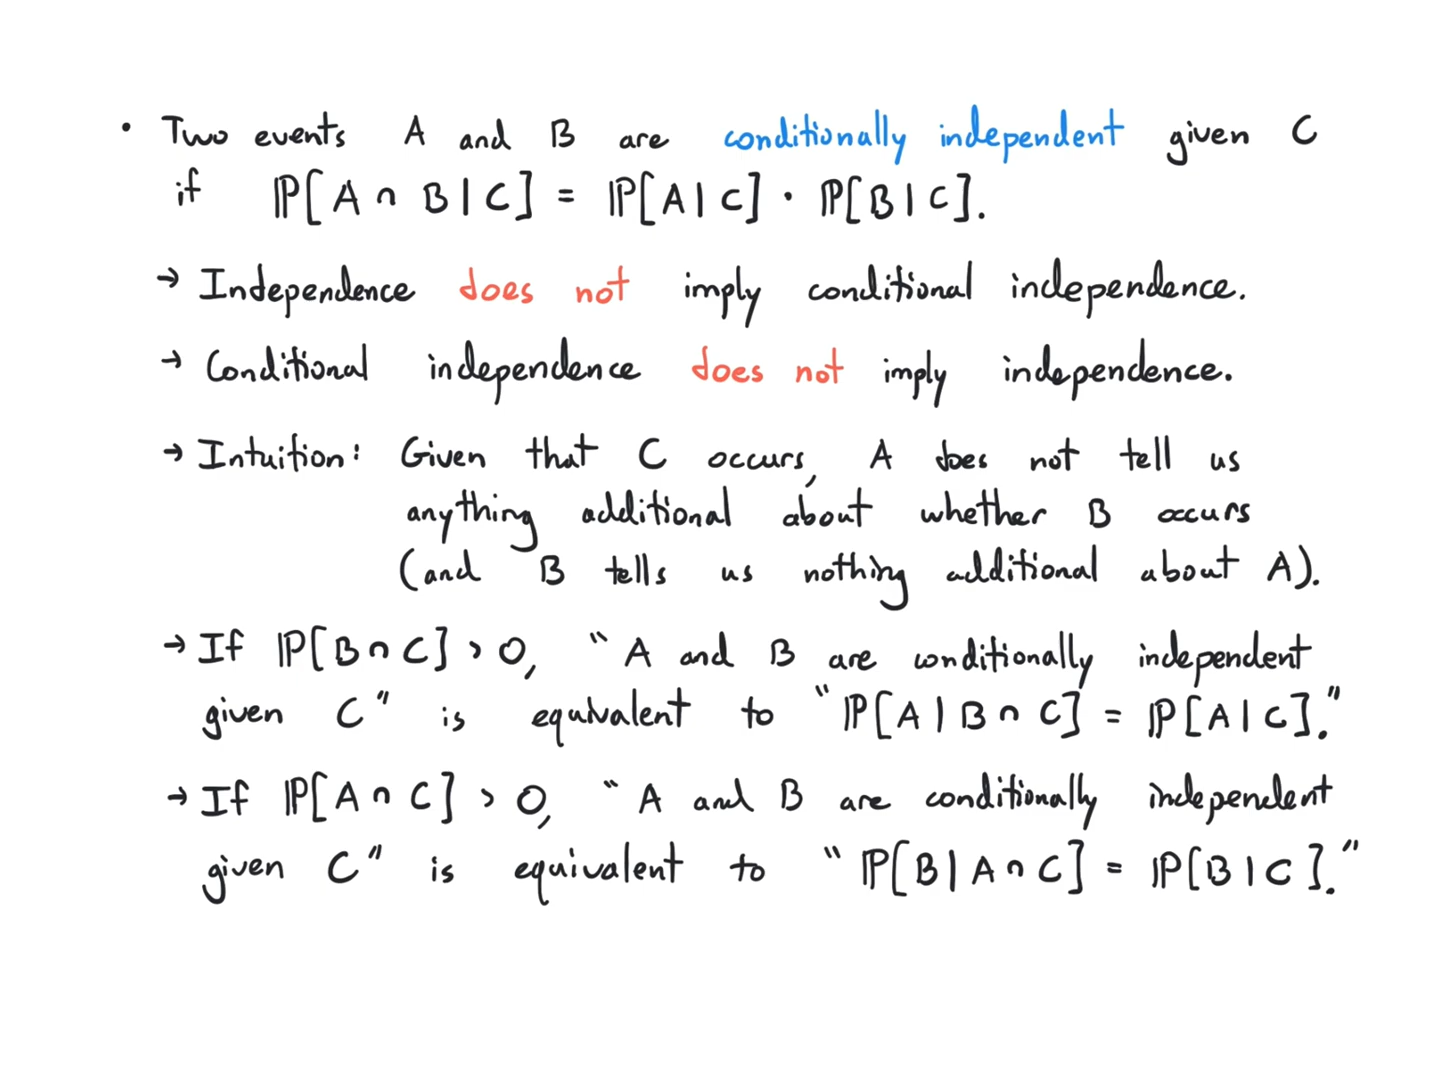 • Two events A and B are conditionally independent given C
if ℙ[A ∩ B | C] = ℙ[A | C] · ℙ[B | C].
→ Independence does not imply conditional independence.
→ Conditional independence does not imply independence.
→ Intuition: Given that C occurs, A does not tell us
anything additional about whether B occurs
(and B tells us nothing additional about A).
→ If ℙ[B ∩ C] > 0, "A and B are conditionally independent
given C" is equivalent to "ℙ[A | B ∩ C] = ℙ[A | C]."
→ If ℙ[A ∩ C] > 0, "A and B are conditionally independent
given C" is equivalent to "ℙ[B | A ∩ C] = ℙ[B | C]."